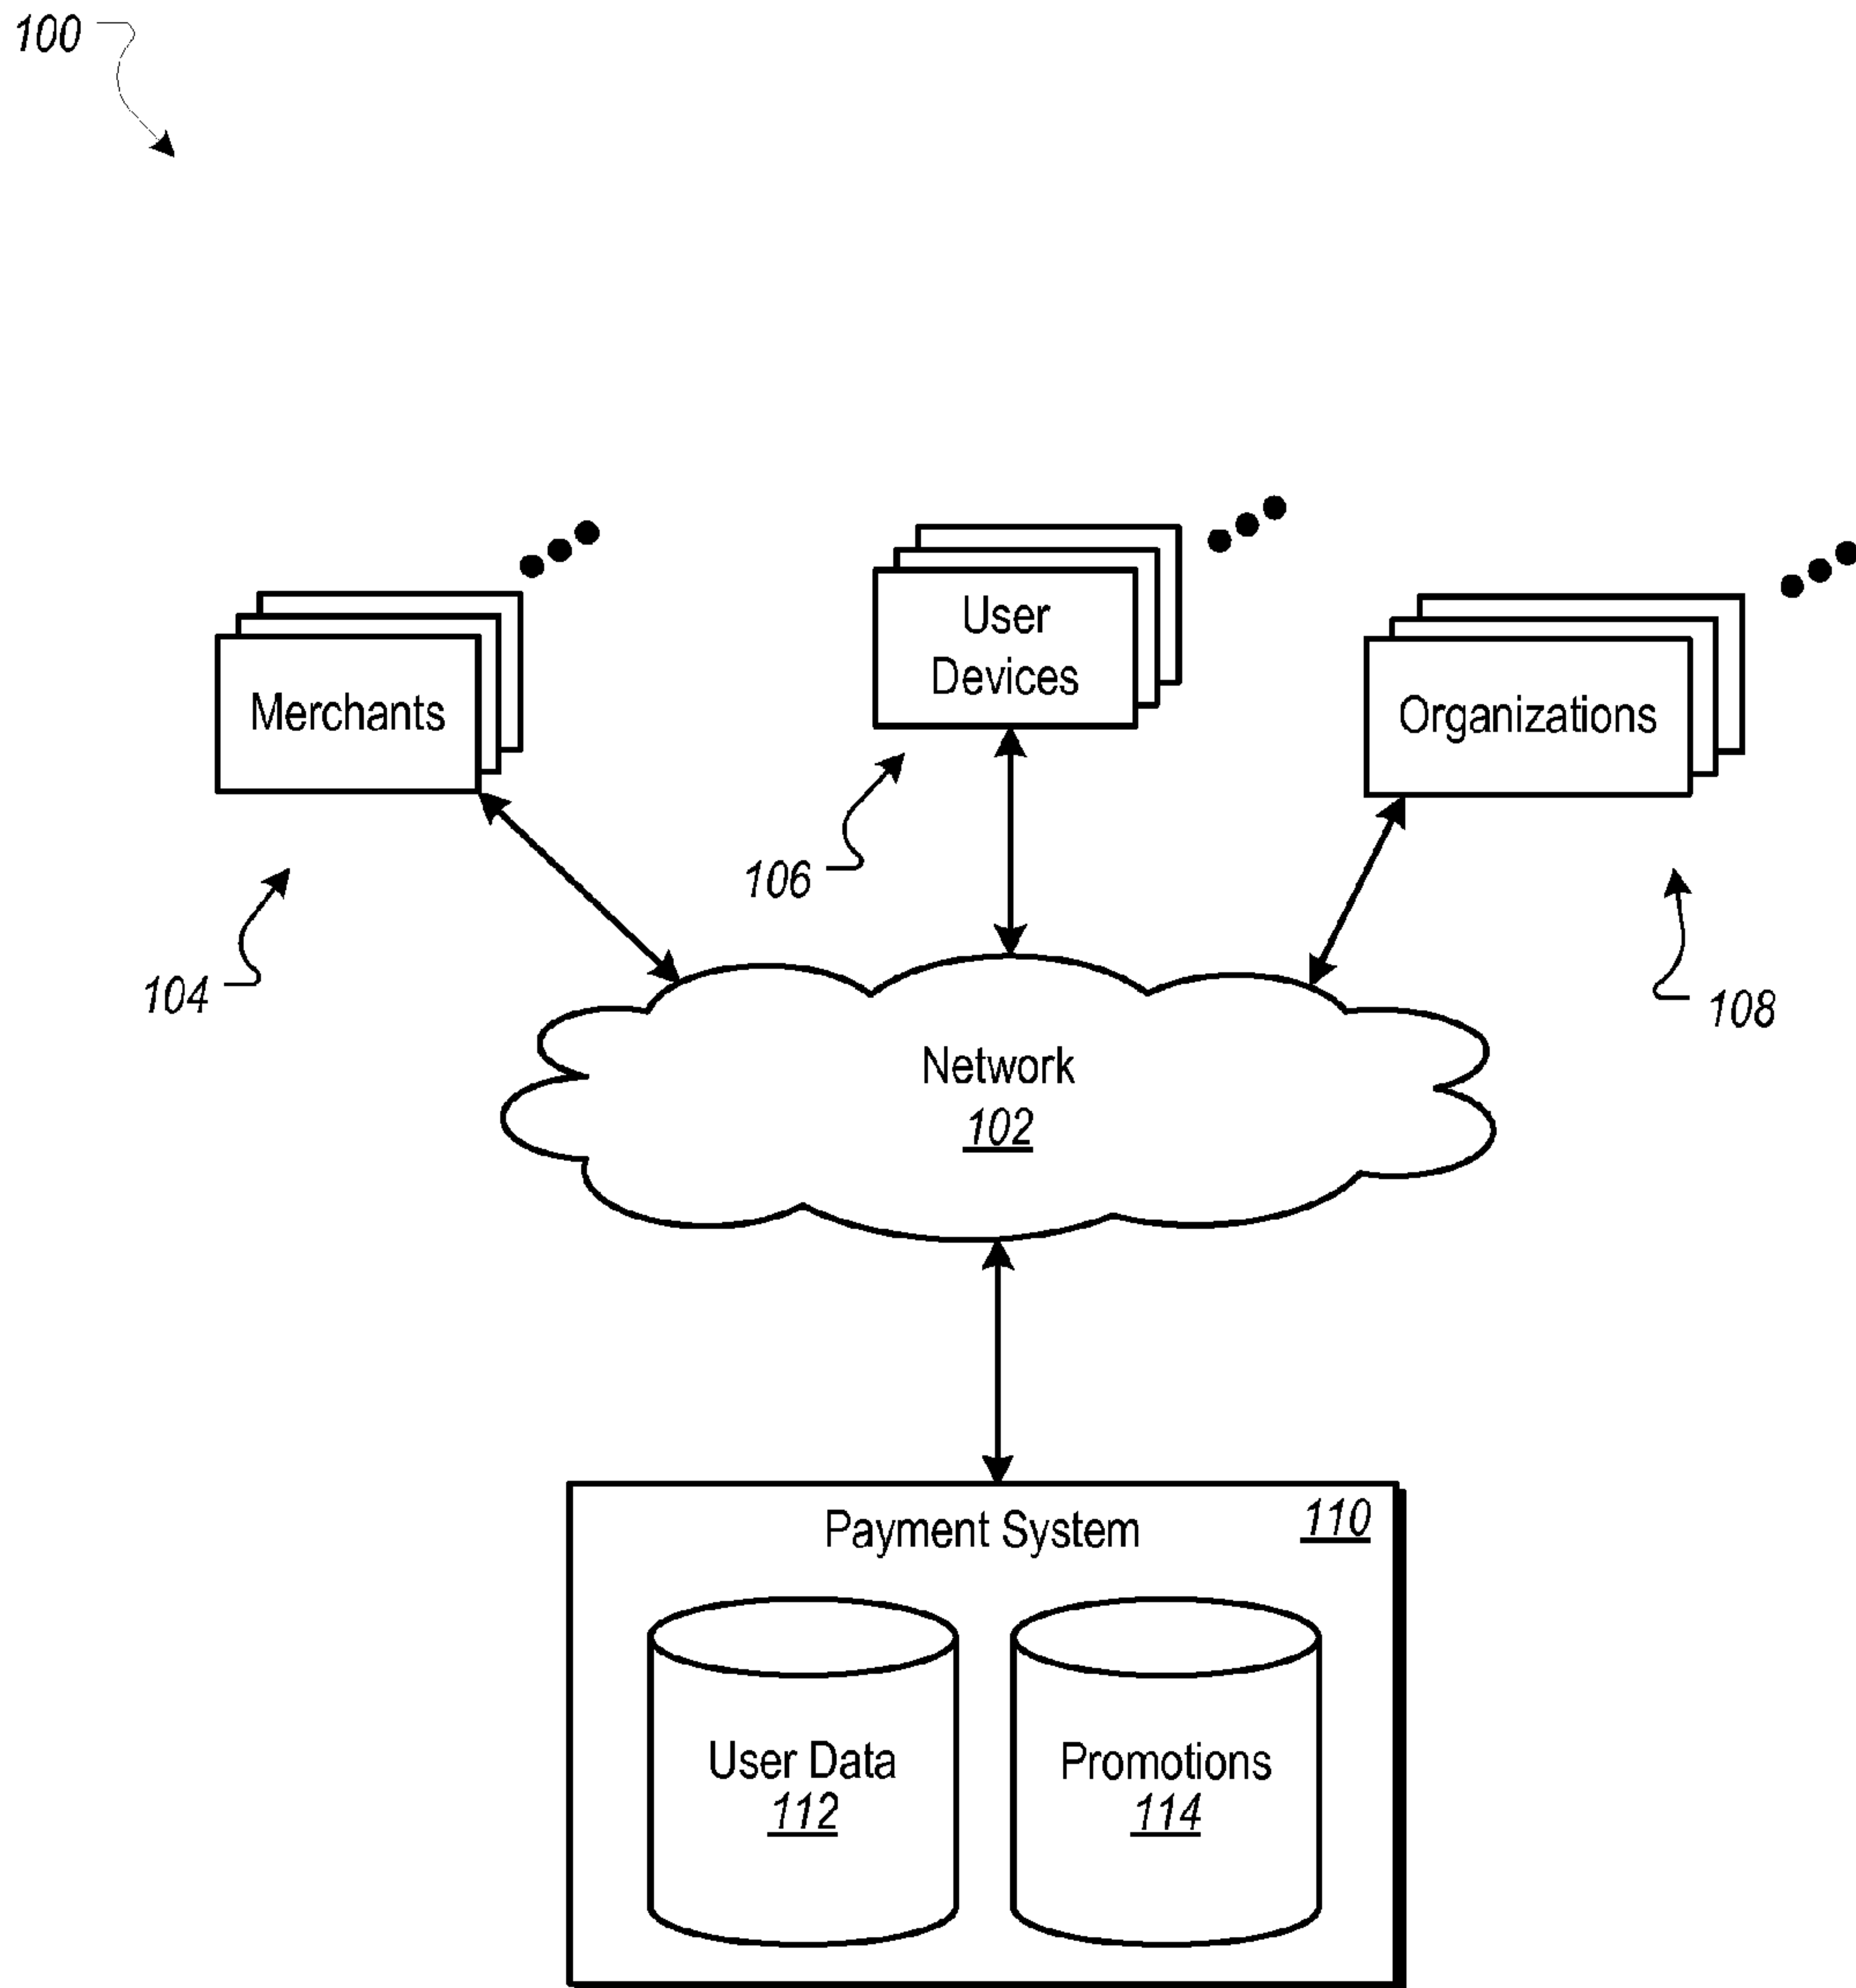 100
User
Devices
Merchants
Organizations
106
104
108
Network
102
Payment System
110
User Data
112
Promotions
114